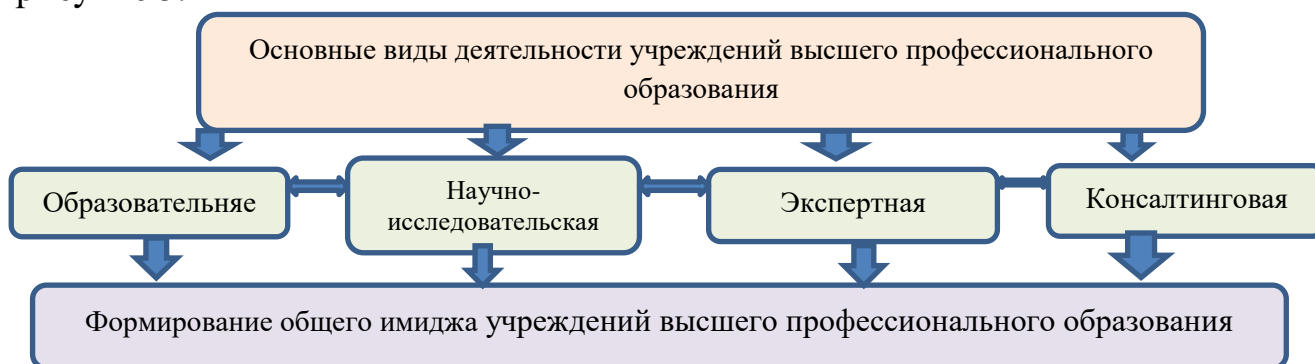 Основные виды деятельности учреждений высшего профессионального
образования
Образовательняе
Научно-
исследовательская
Экспертная
Консалтинговая
Формирование общего имиджа учреждений высшего профессионального образования